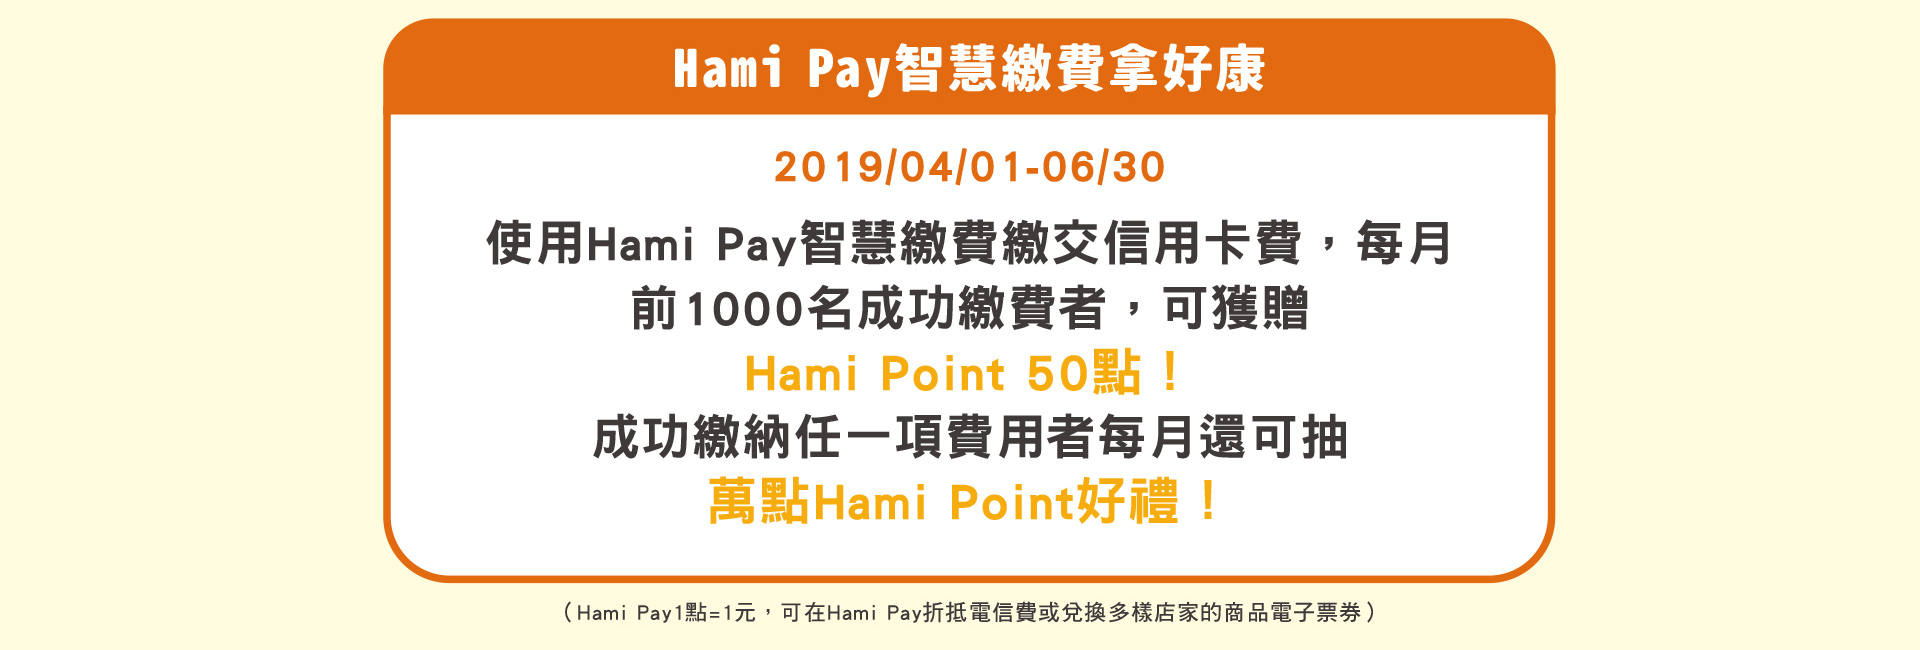 Hami Pay智慧繳費拿好康
2019/04/01-06/30
使用Hami Pay智慧繳費繳交信用卡費，每月
前1000名成功繳費者，可獲贈
Hami Point 50點！
成功繳納任一項費用者每月還可抽
萬點Hami Point好禮！
（Hami Pay1點=1元，可在Hami Pay折抵電信費或兌換多樣店家的商品電子票券）